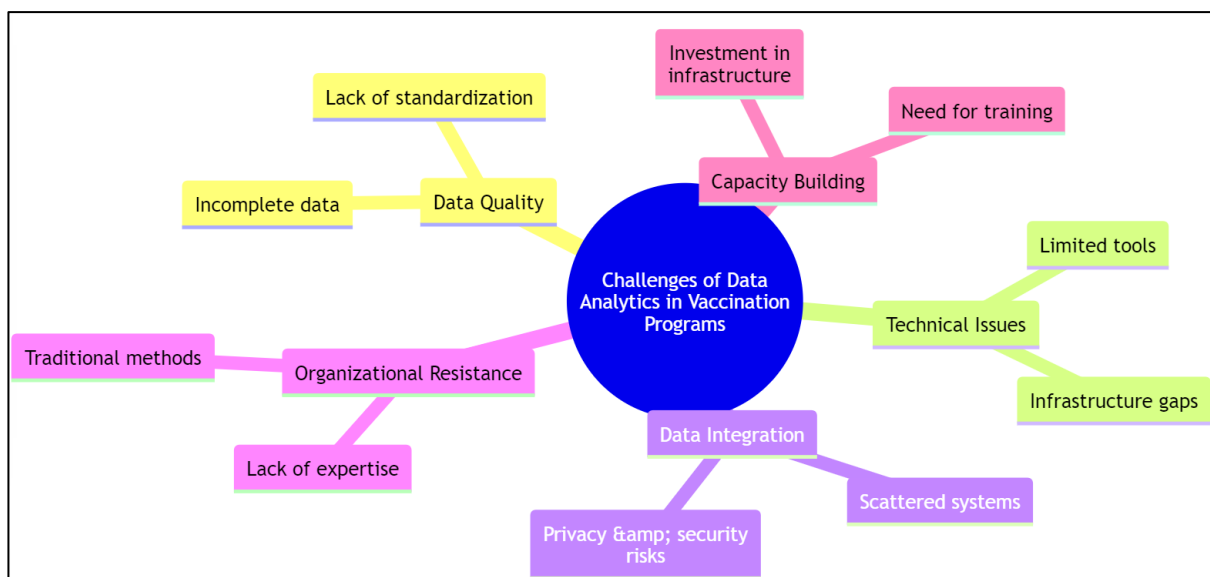 Challenges of Data
Analytics in Vaccination
Programs
Data Quality
Lack of standardization
Incomplete data
Capacity Building
Investment in
infrastructure
Need for training
Technical Issues
Limited tools
Infrastructure gaps
Data Integration
Privacy &amp; security
risks
Scattered systems
Organizational Resistance
Traditional methods
Lack of expertise